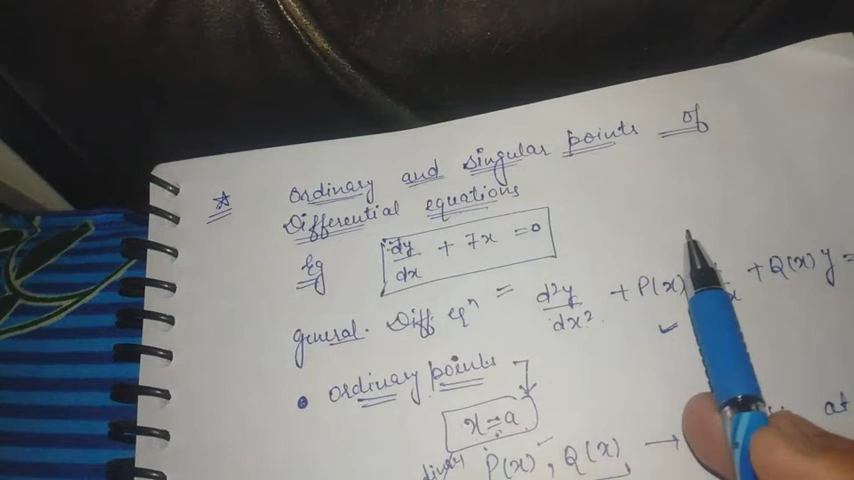 ☆ Ordinary and singular points of
Differential equations
Eg dy/dx + 7x = 0
general. Diff. eqⁿ = d²y/dx² + P(x) + Q(x) y =
• ordinary points
x = a
P(x), Q(x) → at